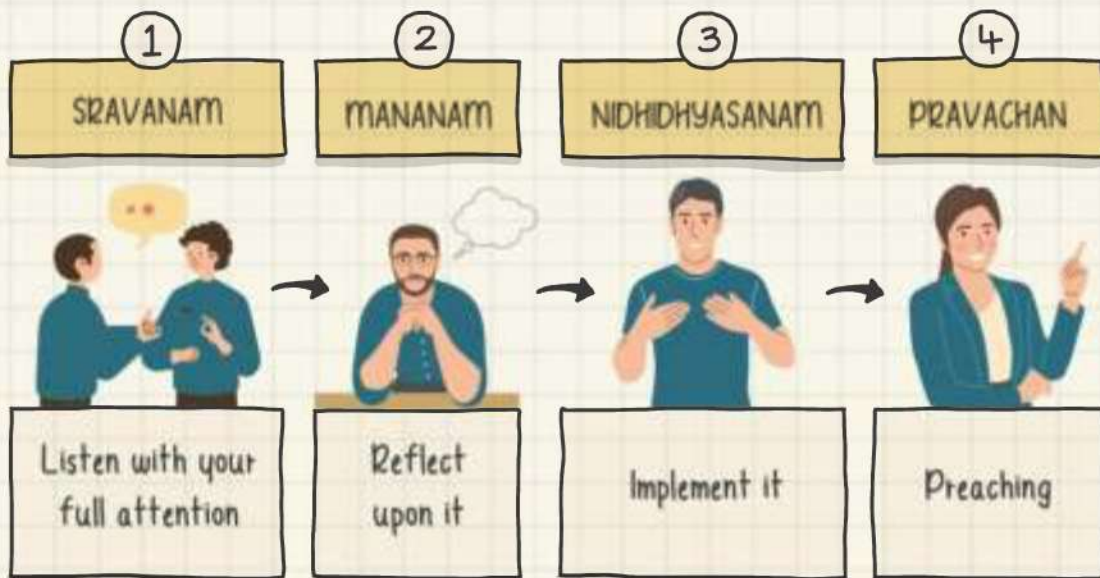 1
SRAVANAM
Listen with your
full attention
2
MANANAM
Reflect
upon it
3
NIDHIDHYASANAM
Implement it
4
PRAVACHAN
Preaching